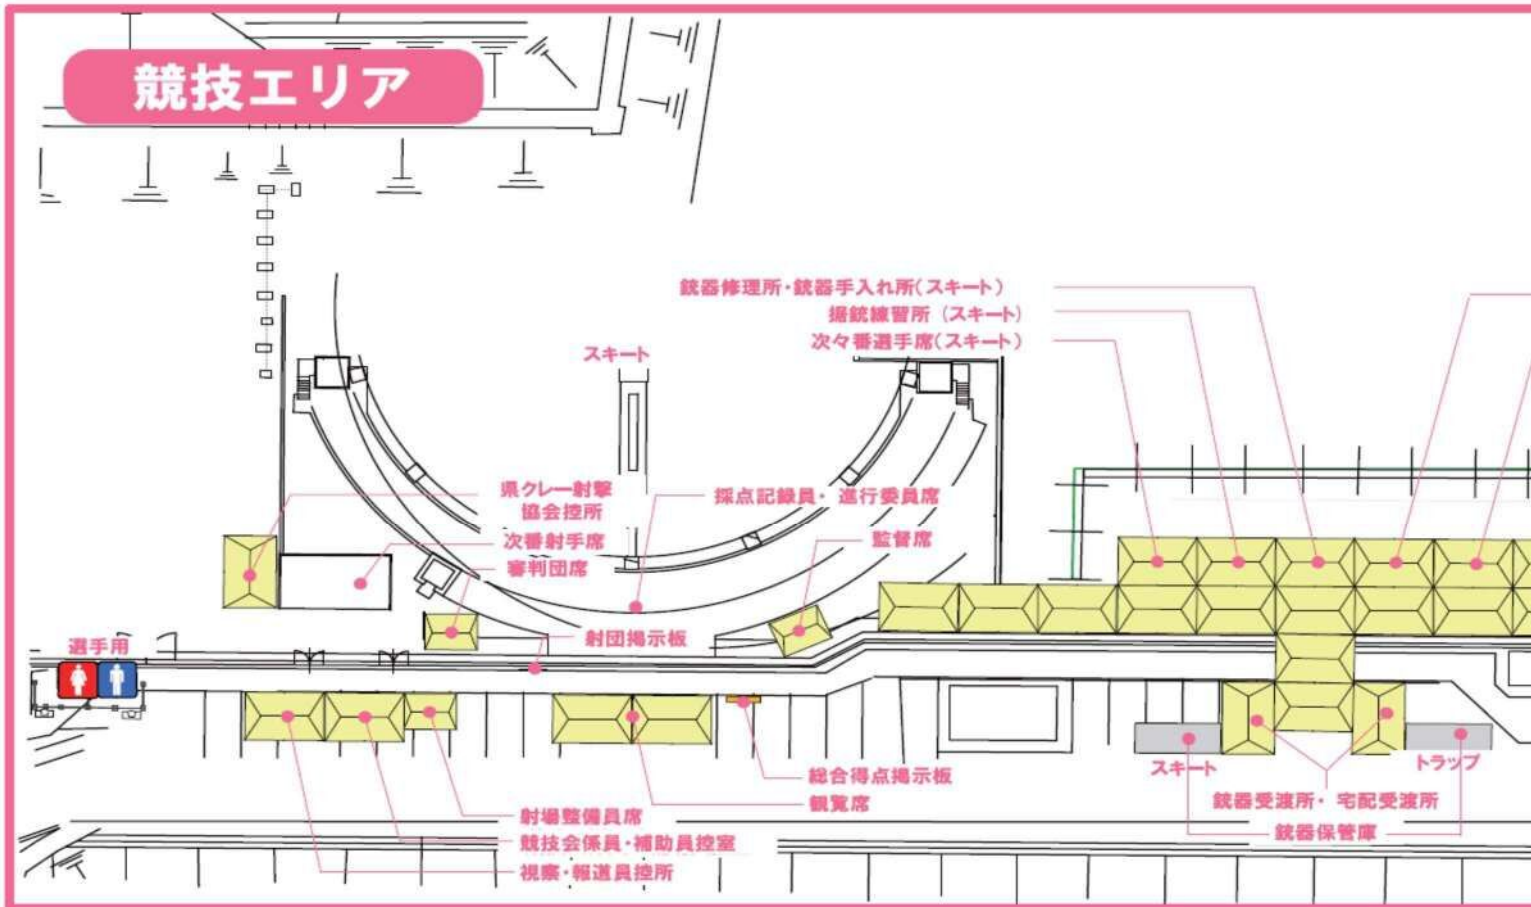 競技エリア
銃器修理所・銃器手入れ所(スキート)
据銃練習所 (スキート)
次々番選手席(スキート)
スキート
県クレー射撃
協会控所
次番射手席
審判団席
採点記録員・ 進行委員席
監督席
射団掲示板
選手用
総合得点掲示板
観覧席
射場整備員席
競技会係員・補助員控室
視察・報道員控所
スキート
トラップ
銃器受渡所・ 宅配受渡所
銃器保管庫